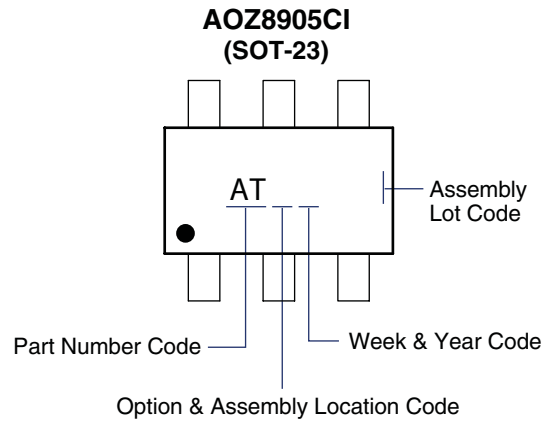 AOZ8905CI
(SOT-23)
AT
Assembly
Lot Code
Part Number Code
Week & Year Code
Option & Assembly Location Code